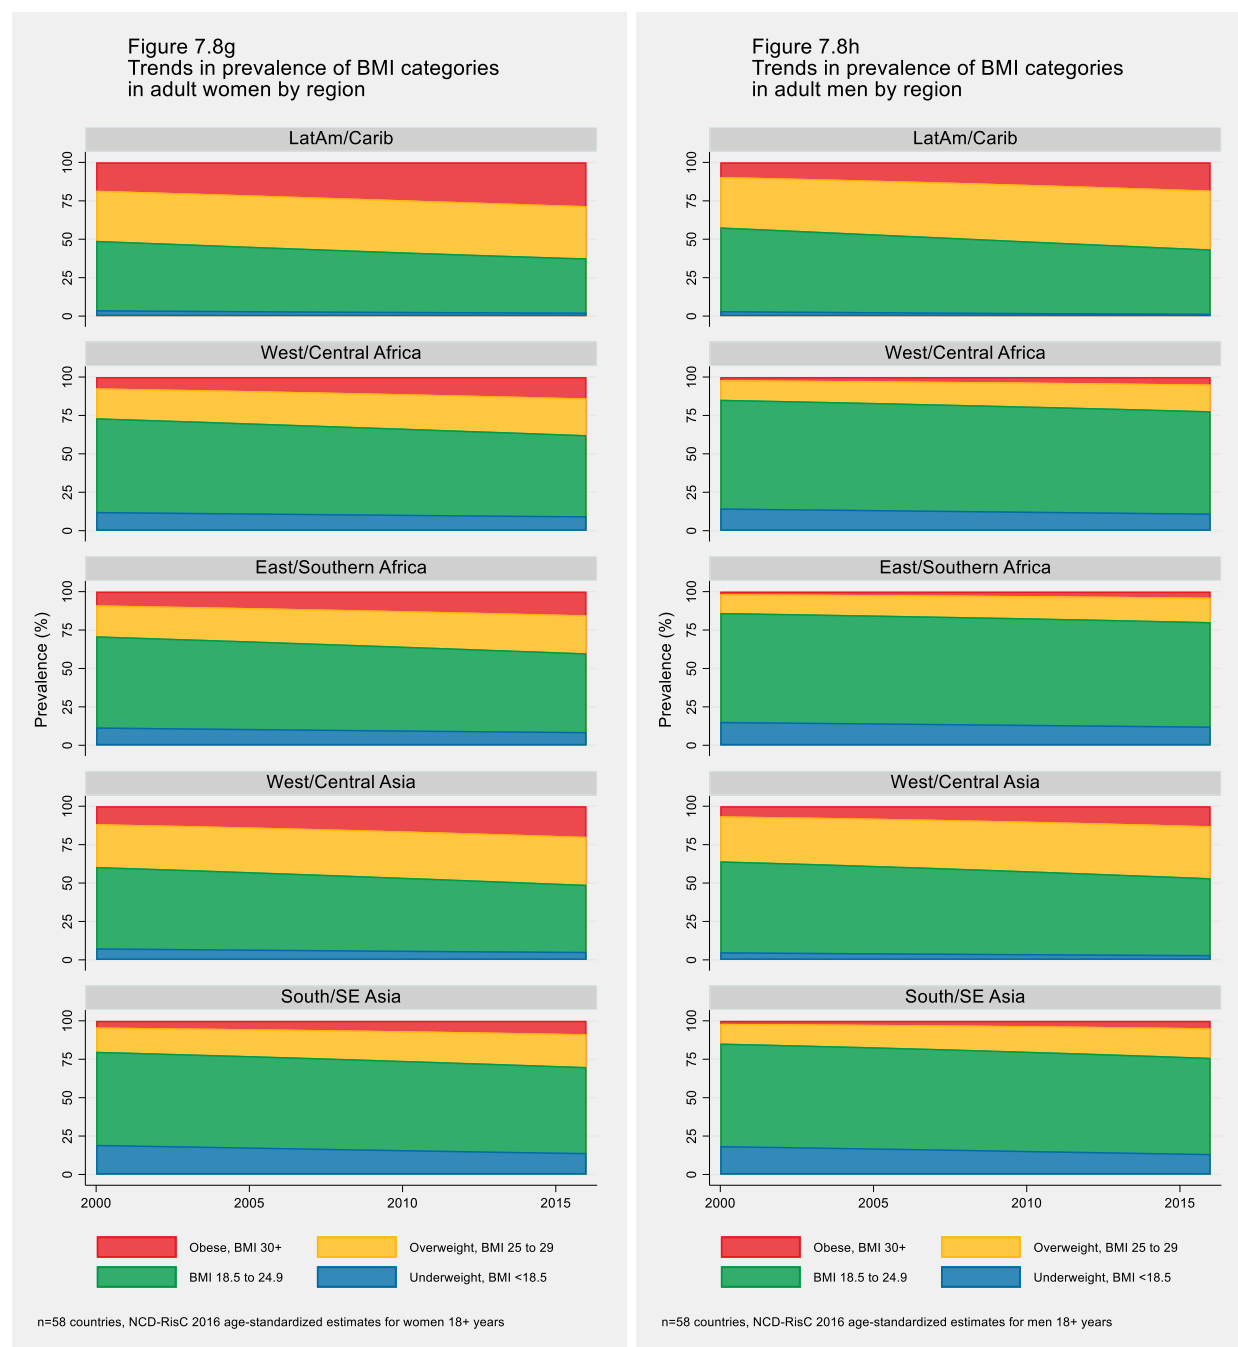 Figure 7.8g
Trends in prevalence of BMI categories
in adult women by region
LatAm/Carib
100
75
50
25
0
West/Central Africa
100
75
50
25
0
East/Southern Africa
100
75
50
25
0
Prevalence (%)
West/Central Asia
100
75
50
25
0
South/SE Asia
100
75
50
25
0
2000 2005 2010 2015
Obese, BMI 30+ Overweight, BMI 25 to 29
BMI 18.5 to 24.9 Underweight, BMI <18.5
n=58 countries, NCD-RisC 2016 age-standardized estimates for women 18+ years
Figure 7.8h
Trends in prevalence of BMI categories
in adult men by region
LatAm/Carib
100
75
50
25
0
West/Central Africa
100
75
50
25
0
East/Southern Africa
100
75
50
25
0
Prevalence (%)
West/Central Asia
100
75
50
25
0
South/SE Asia
100
75
50
25
0
2000 2005 2010 2015
Obese, BMI 30+ Overweight, BMI 25 to 29
BMI 18.5 to 24.9 Underweight, BMI <18.5
n=58 countries, NCD-RisC 2016 age-standardized estimates for men 18+ years